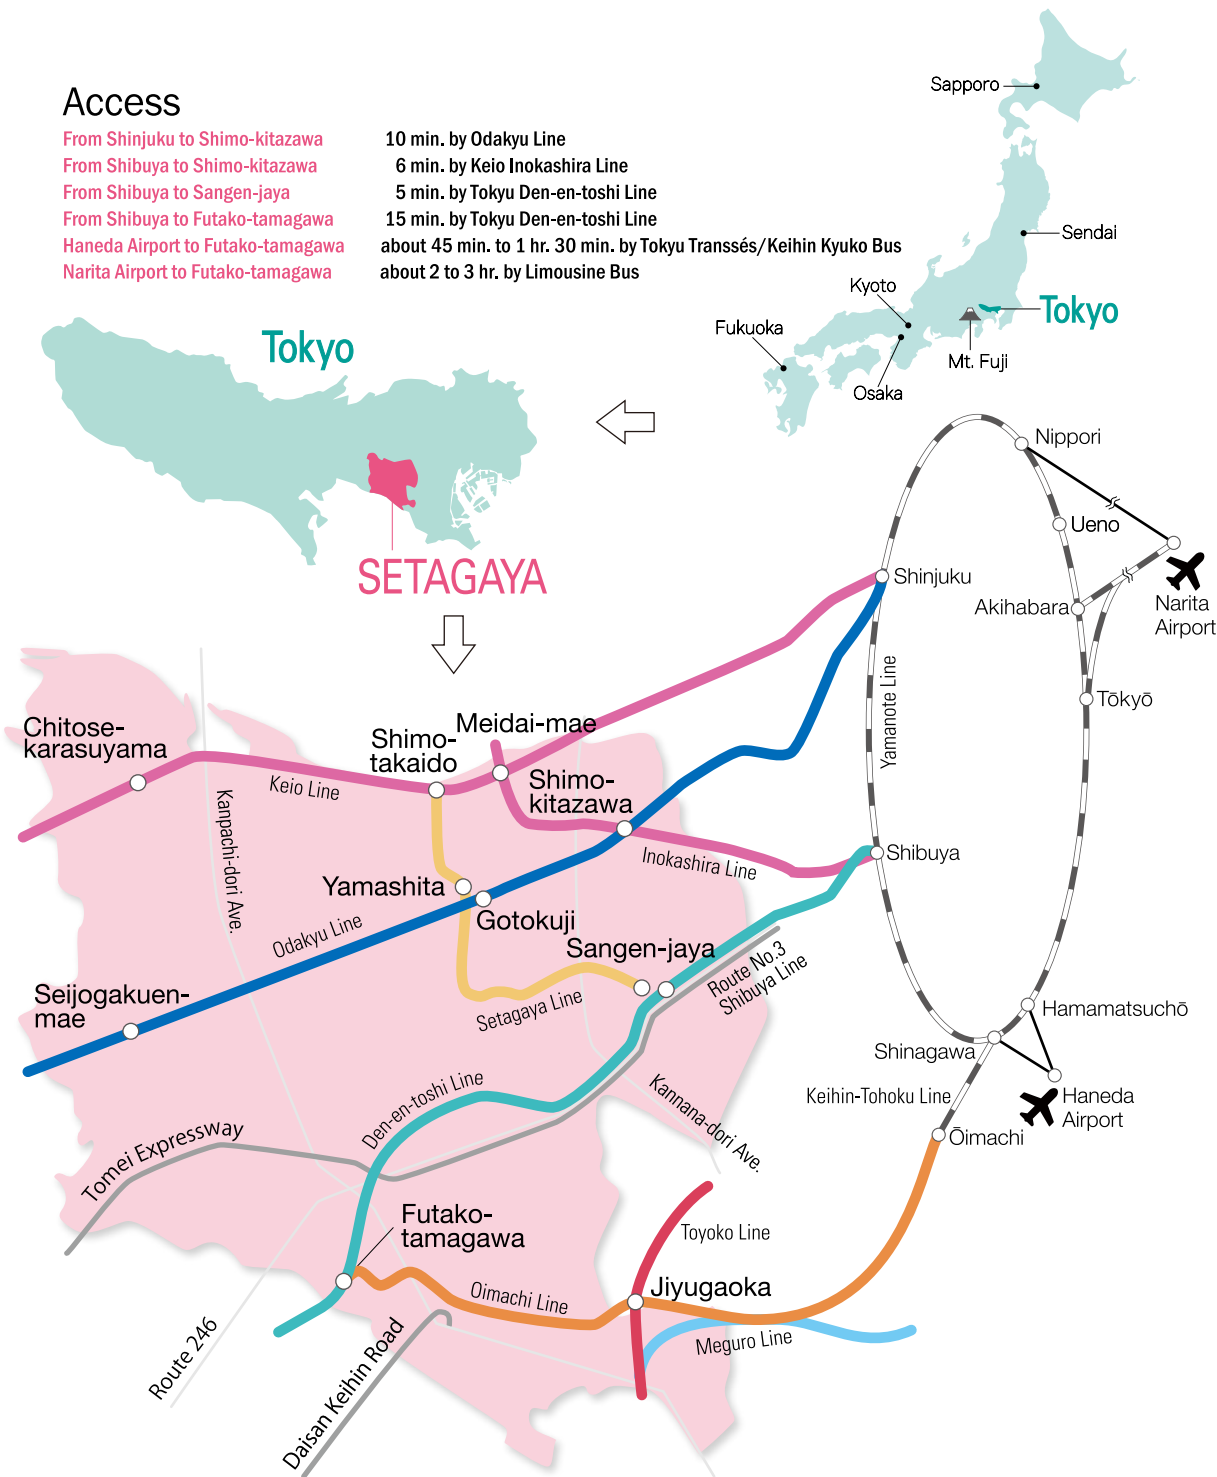 Access
From Shinjuku to Shimo-kitazawa 10 min. by Odakyu Line
From Shibuya to Shimo-kitazawa 6 min. by Keio Inokashira Line
From Shibuya to Sangen-jaya 5 min. by Tokyu Den-en-toshi Line
From Shibuya to Futako-tamagawa 15 min. by Tokyu Den-en-toshi Line
Haneda Airport to Futako-tamagawa about 45 min. to 1 hr. 30 min. by Tokyu Transsés/Keihin Kyuko Bus
Narita Airport to Futako-tamagawa about 2 to 3 hr. by Limousine Bus
Sapporo
Sendai
Kyoto
Tokyo
Fukuoka
Mt. Fuji
Osaka
Tokyo
SETAGAYA
Nippori
Ueno
Shinjuku
Akihabara
Narita
Airport
Yamanote Line
Tōkyō
Chitose-
karasuyama
Shimo-
takaido
Meidai-mae
Keio Line
Shimo-
kitazawa
Kanpachi-dori Ave.
Inokashira Line
Shibuya
Yamashita
Gotokuji
Odakyu Line
Sangen-jaya
Route No.3
Shibuya Line
Seijogakuen-
mae
Setagaya Line
Hamamatsuchō
Shinagawa
Keihin-Tohoku Line
Haneda
Airport
Ōimachi
Den-en-toshi Line
Kannana-dori Ave.
Tomei Expressway
Futako-
tamagawa
Toyoko Line
Jiyugaoka
Oimachi Line
Meguro Line
Route 246
Daisan Keihin Road